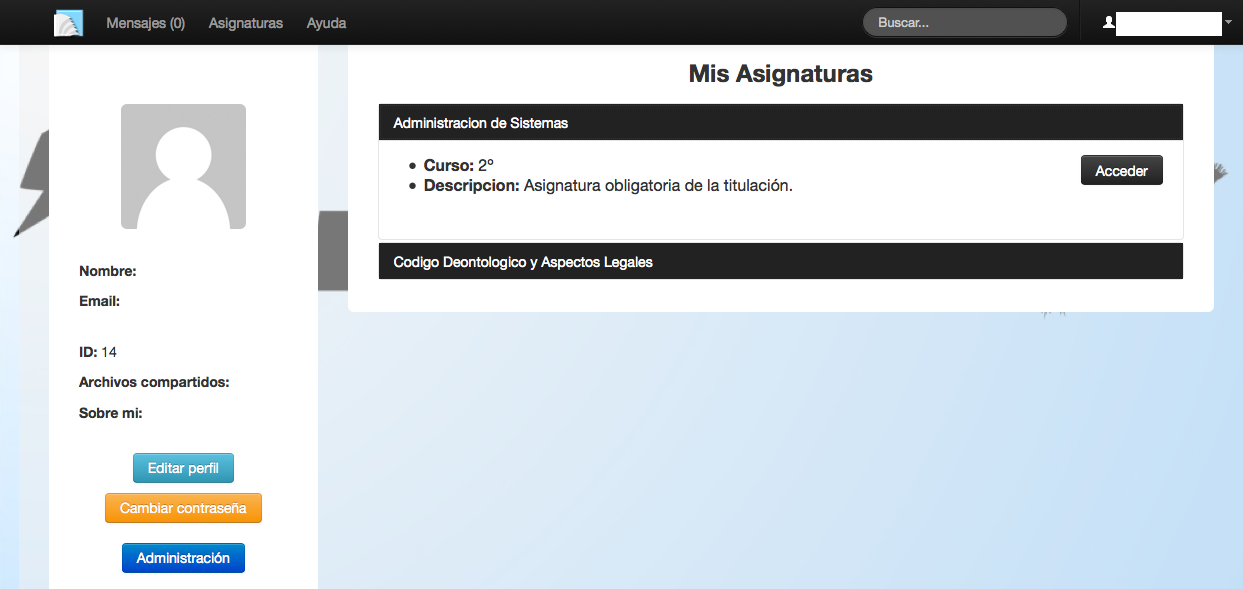 Mensajes (0) Asignaturas Ayuda Buscar...
Nombre:
Email:
ID: 14
Archivos compartidos:
Sobre mi:
Editar perfil
Cambiar contraseña
Administración
Mis Asignaturas
Administracion de Sistemas
Curso: 2º
Descripcion: Asignatura obligatoria de la titulación.
Acceder
Codigo Deontologico y Aspectos Legales